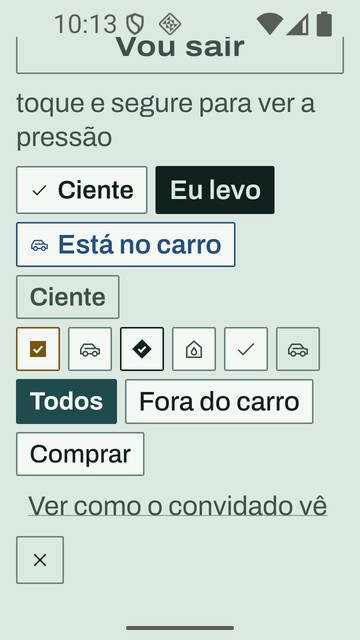 10:13
Vou sair
toque e segure para ver a
pressão
Ciente
Eu levo
Está no carro
Ciente
Todos
Fora do carro
Comprar
Ver como o convidado vê